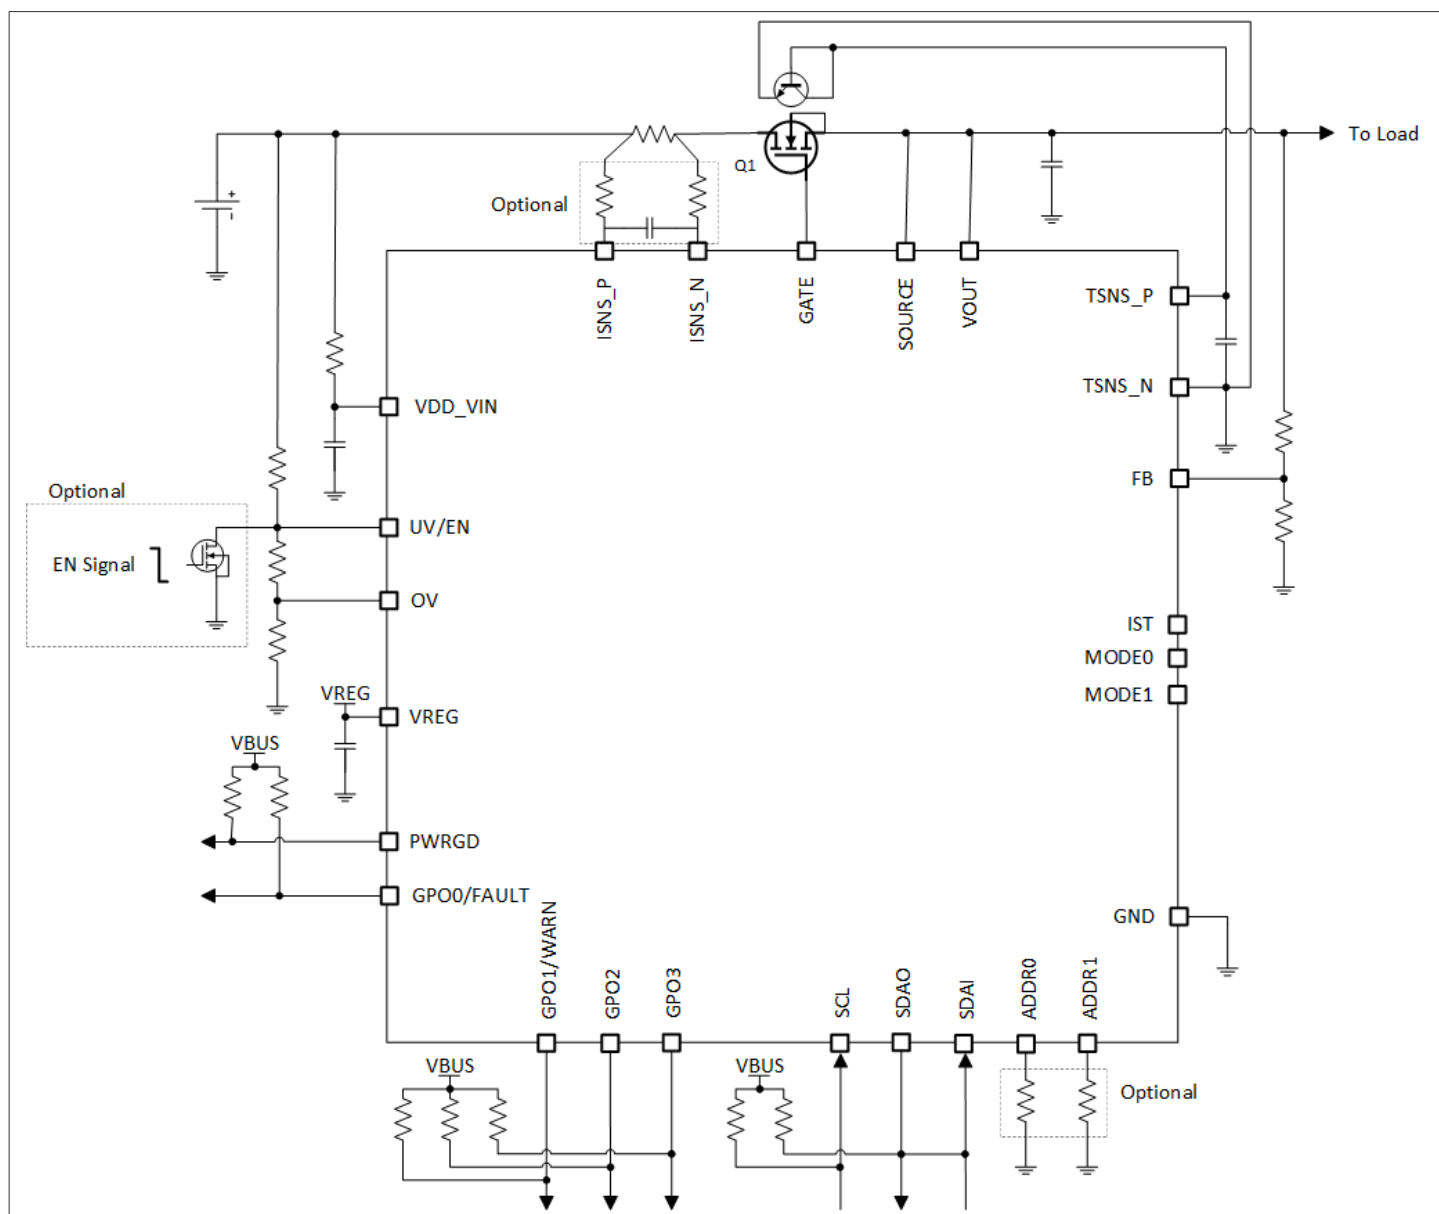 To Load
Q1
+
-
Optional
ISNS_P
ISNS_N
GATE
SOURCE
VOUT
TSNS_P
TSNS_N
VDD_VIN
FB
Optional
UV/EN
EN Signal
OV
IST
MODE0
MODE1
VREG
VREG
VBUS
PWRGD
GPO0/FAULT
GND
GPO1/WARN
GPO2
GPO3
SCL
SDAO
SDAI
ADDR0
ADDR1
VBUS
VBUS
Optional